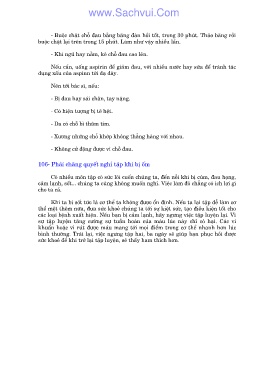 www.Sachvui.Com
- Buộc chặt chỗ đau bằng băng đàn hồi tốt, trong 30 phút. Tháo băng rồi
buộc chặt lại trên trong 15 phút. Làm như vậy nhiều lần.
- Khi ngủ hay nằm, kê chỗ đau cao lên.
Nếu cần, uống aspirin để giảm đau, với nhiều nước hay sữa để tránh tác
dụng xấu của aspirin tới dạ dày.
Nên tới bác sĩ, nếu:
- Bị đau hay sái chân, tay nặng.
- Có hiện tượng bị tê hệt.
- Da có chỗ bị thâm tím.
- Xương những chỗ khớp không thẳng hàng với nhau.
- Không cử động được vì chỗ đau.
106- Phải chăng quyết nghỉ tập khi bị ốm
Có nhiều môn tập có sức lôi cuốn chúng ta, đến nỗi khi bị cúm, đau họng,
cảm lạnh, sốt... chúng ta cũng không muốn nghỉ. Việc làm đó chẳng có ích lợi gì
cho ta cả.
Khi ta bị sốt tức là cơ thể ta không được ổn định. Nếu ta lại tập để làm cơ
thể mệt thêm nữa, đưa sức khoẻ chúng ta tới sự kiệt sức, tạo điều kiện tốt cho
các loại bệnh xuất hiện. Nếu bạn bị cảm lạnh, hãy ngưng việc tập luyện lại. Vì
sự tập luyện tăng cường sự tuần hoàn của máu lúc này chỉ có hại. Các vi
khuẩn hoặc vi rút được máu mang tới mọi điểm trong cơ thể nhanh hơn lúc
bình thường. Trái lại, việc ngưng tập hai, ba ngày sẽ giúp bạn phục hồi được
sức khoẻ để khi trở lại tập luyện, sẽ thấy ham thích hơn.